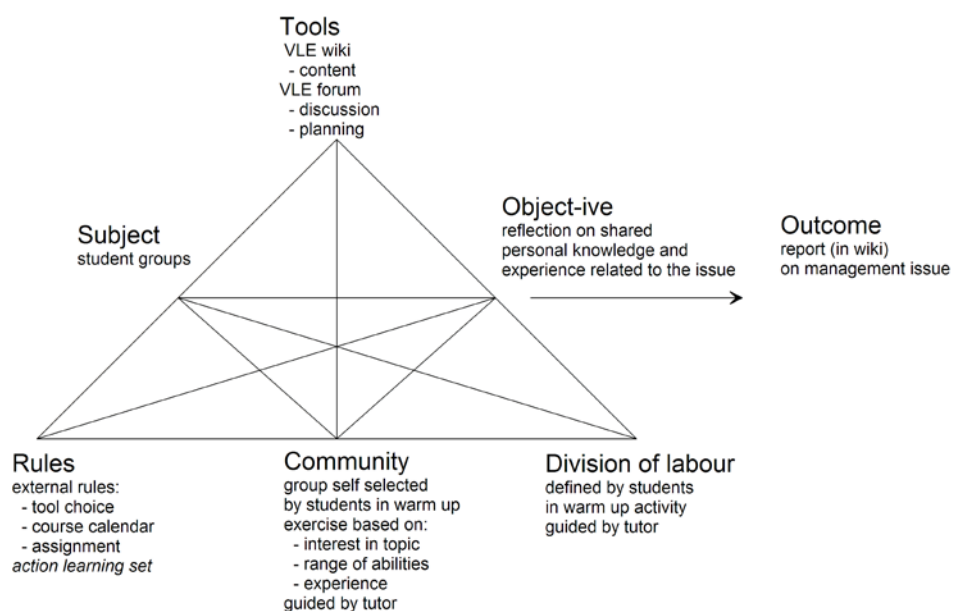 Tools
VLE wiki
- content
VLE forum
- discussion
- planning
Subject
student groups
Object-ive
reflection on shared
personal knowledge and
experience related to the issue
Outcome
report (in wiki)
on management issue
Rules
external rules:
- tool choice
- course calendar
- assignment
action learning set
Community
group self selected
by students in warm up
exercise based on:
- interest in topic
- range of abilities
- experience
guided by tutor
Division of labour
defined by students
in warm up activity
guided by tutor